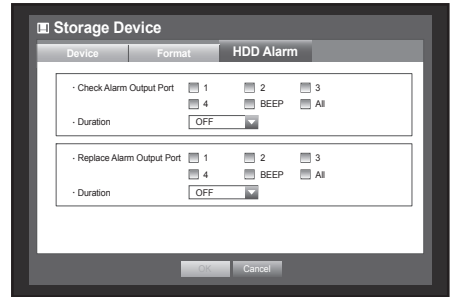 Storage Device
Device Format HDD Alarm
· Check Alarm Output Port 1 2 3
4 BEEP All
· Duration OFF
· Replace Alarm Output Port 1 2 3
4 BEEP All
· Duration OFF
OK Cancel